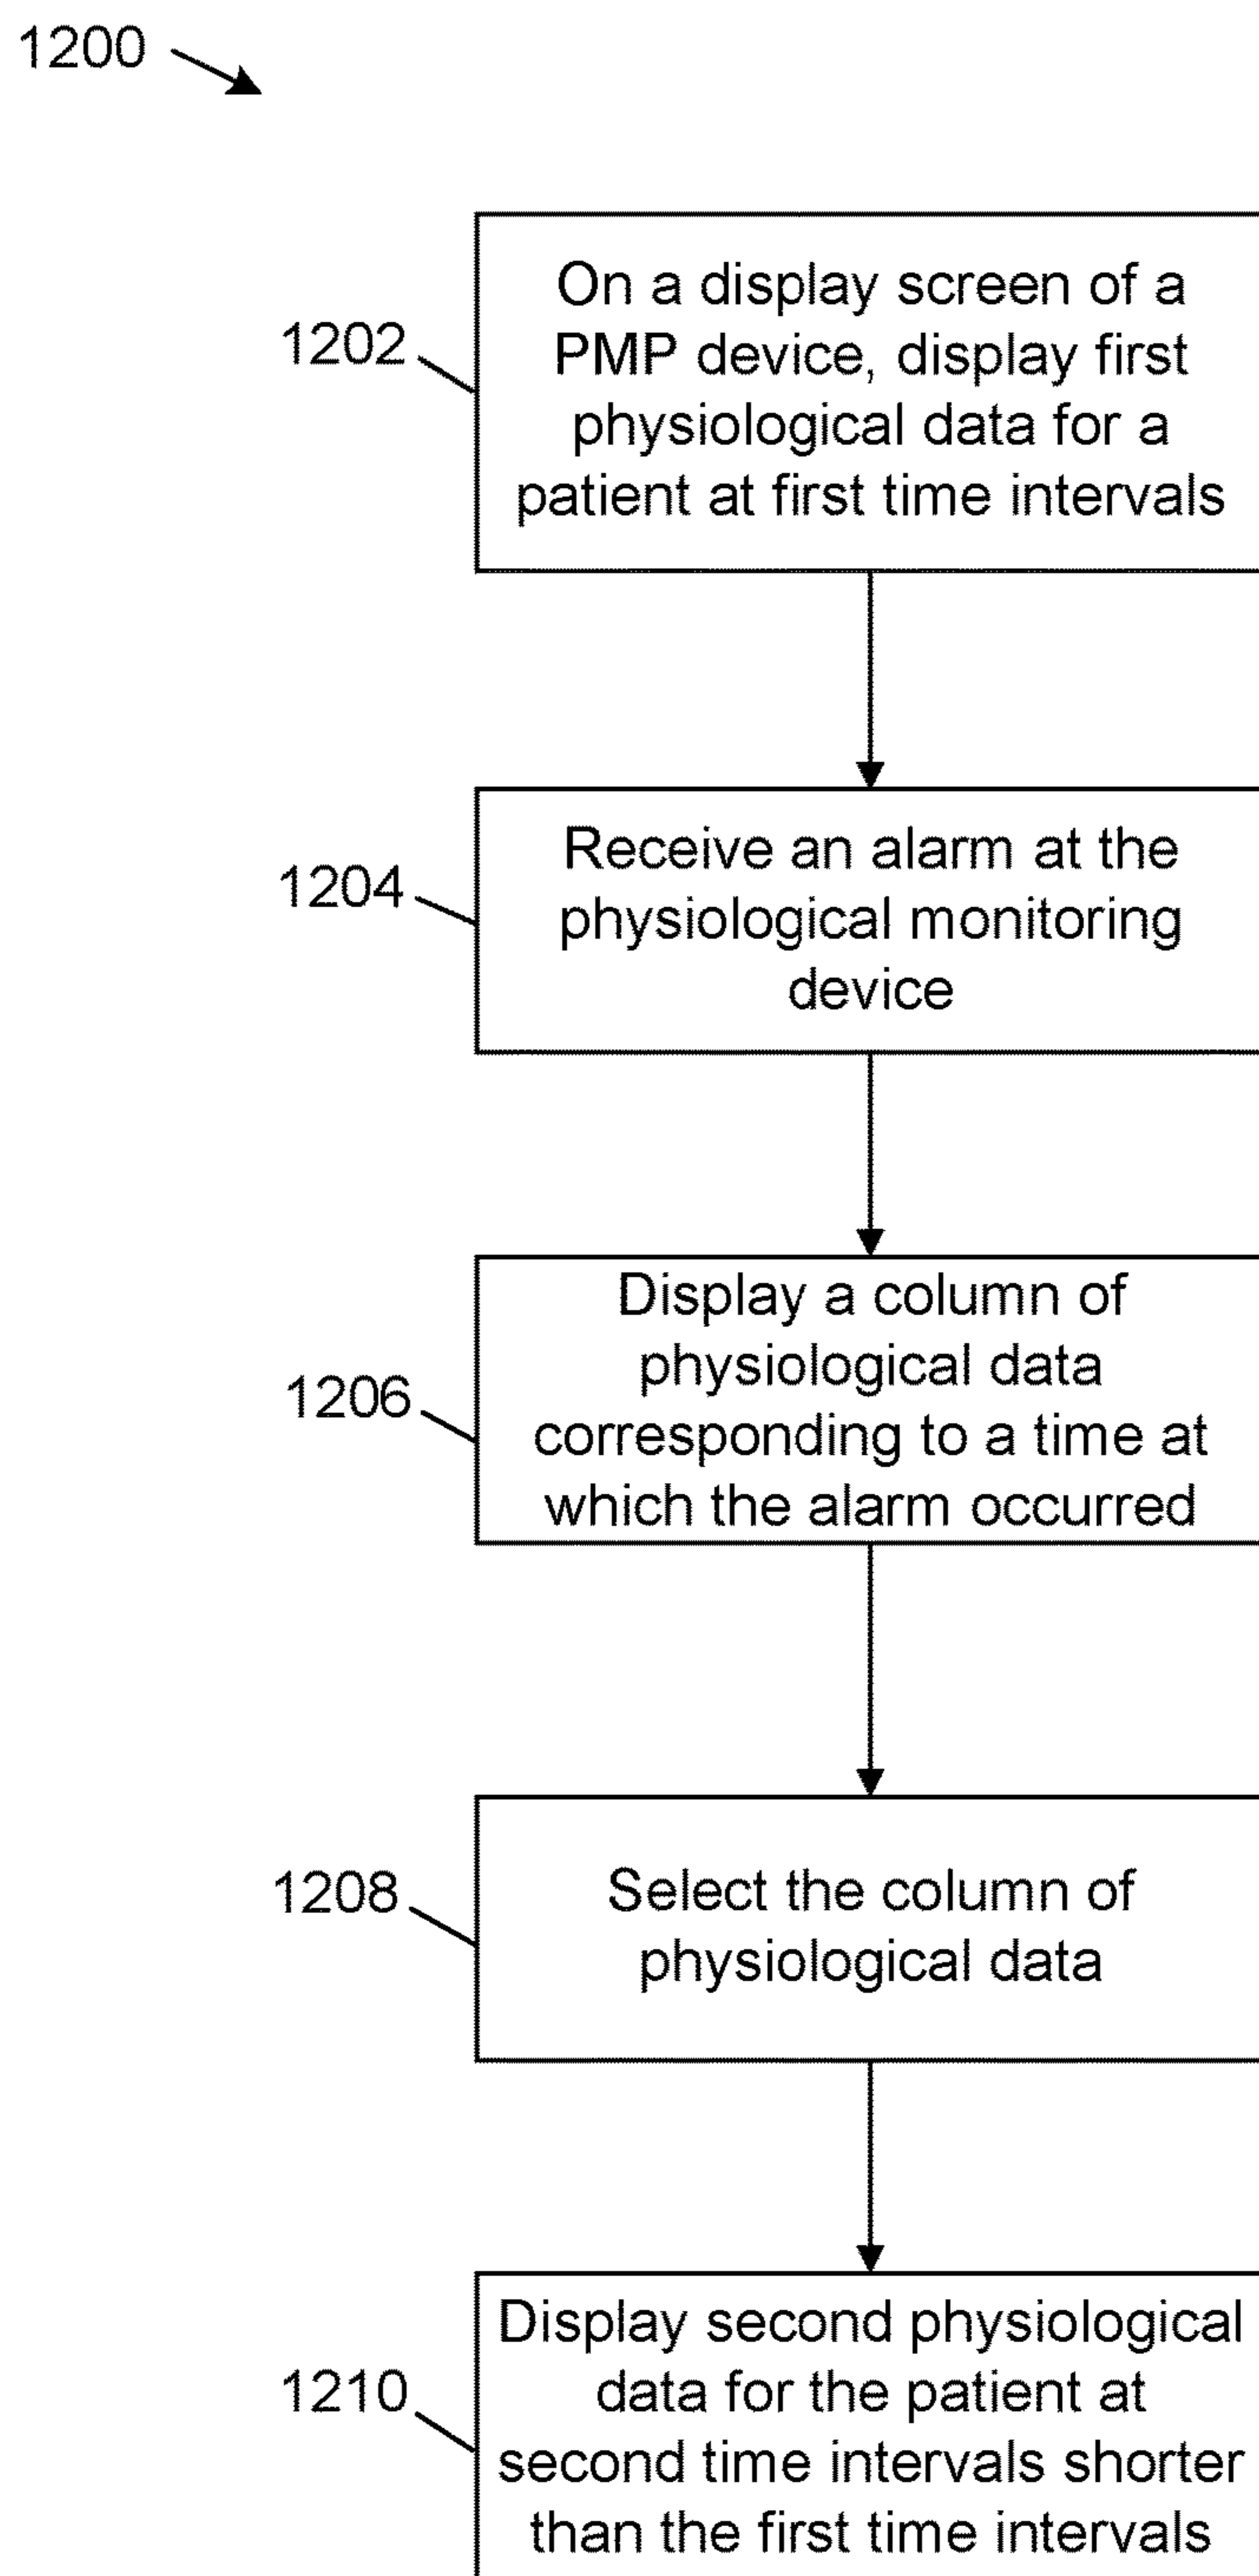 1200
1202
On a display screen of a
PMP device, display first
physiological data for a
patient at first time intervals
1204
Receive an alarm at the
physiological monitoring
device
1206
Display a column of
physiological data
corresponding to a time at
which the alarm occurred
1208
Select the column of
physiological data
1210
Display second physiological
data for the patient at
second time intervals shorter
than the first time intervals